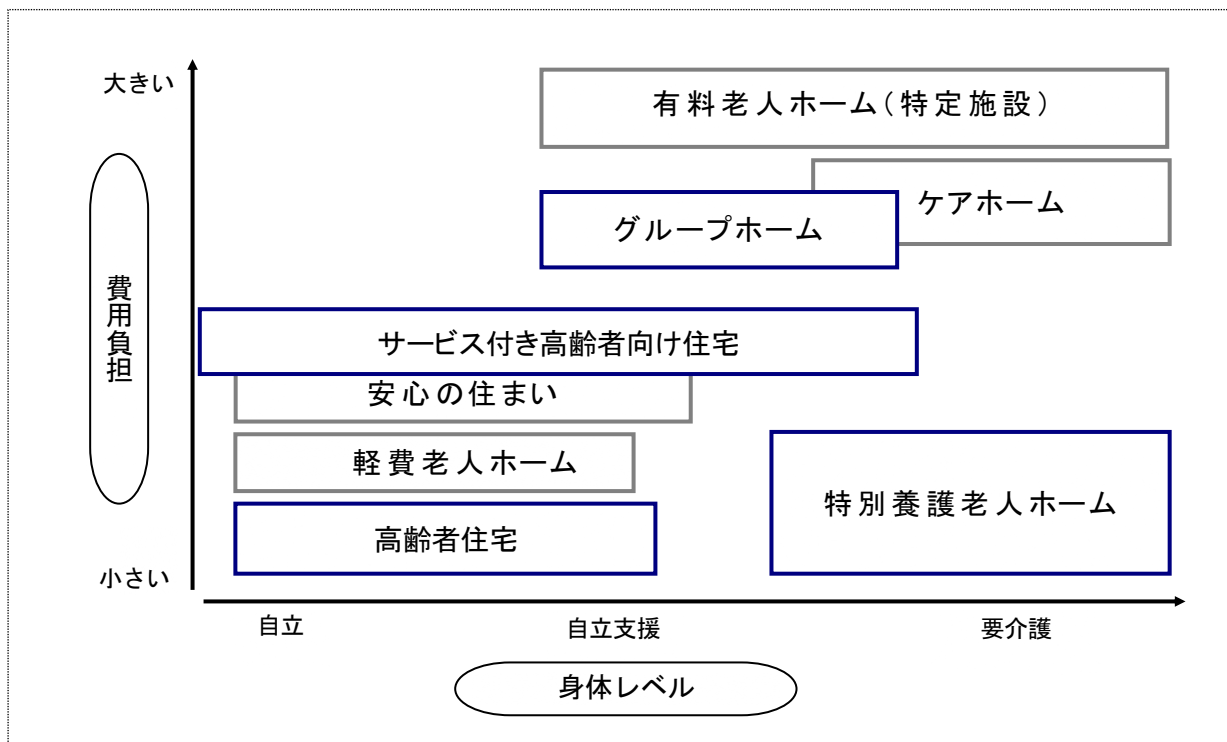 大きい
有料老人ホーム(特定施設)
ケアホーム
グループホーム
費用負担
サービス付き高齢者向け住宅
安心の住まい
軽費老人ホーム
特別養護老人ホーム
高齢者住宅
小さい
自立
自立支援
要介護
身体レベル